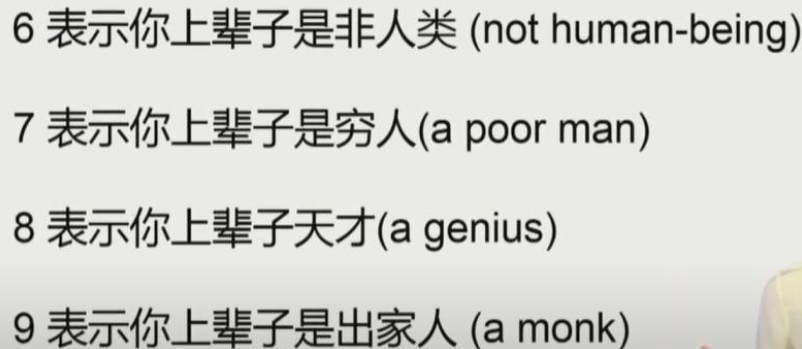 6 表示你上辈子是非人类 (not human-being)
7 表示你上辈子是穷人(a poor man)
8 表示你上辈子天才(a genius)
9 表示你上辈子是出家人 (a monk)